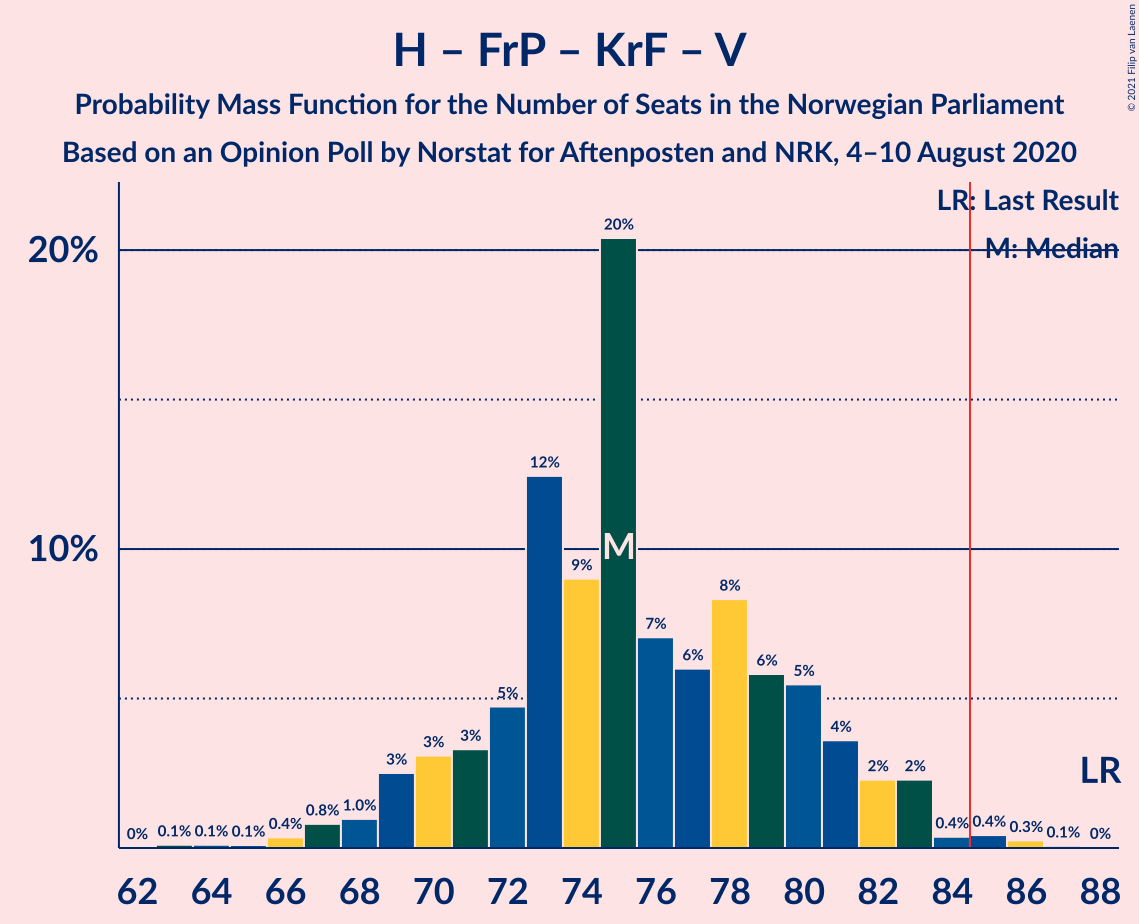 H – FrP – KrF – V
Probability Mass Function for the Number of Seats in the Norwegian Parliament
Based on an Opinion Poll by Norstat for Aftenposten and NRK, 4–10 August 2020
© 2021 Filip van Laenen
LR: Last Result
M: Median
20%
10%
0% 0.1% 0.1% 0.1% 0.4% 0.8% 1.0% 3% 3% 3% 5% 12% 9% 20% 7% 6% 8% 6% 5% 4% 2% 2% 0.4% 0.4% 0.3% 0.1% 0%
M
LR
62 64 66 68 70 72 74 76 78 80 82 84 86 88